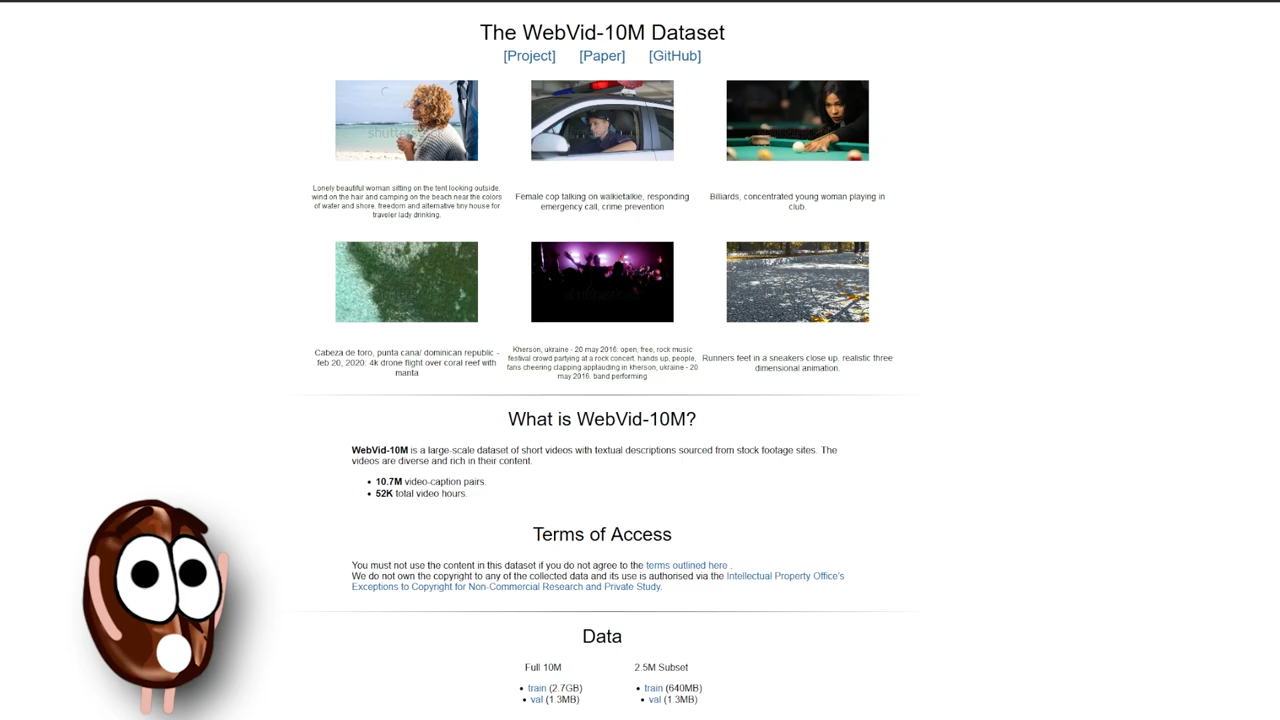 The WebVid-10M Dataset
[Project] [Paper] [GitHub]
Lonely beautiful woman sitting on the tent looking outside.
wind on the hair and camping on the beach near the colors
of water and shore. freedom and alternative tiny house for
traveler lady drinking.
Female cop talking on walkietalkie, responding
emergency call, crime prevention
Billiards, concentrated young woman playing in
club.
Cabeza de toro, punta cana/ dominican republic -
feb 20, 2020: 4k drone flight over coral reef with
manta
Kherson, ukraine - 20 may 2016: open, free, rock music
festival crowd partying at a rock concert. hands up, people,
fans cheering clapping applauding in kherson, ukraine - 20
may 2016. band performing
Runners feet in a sneakers close up. realistic three
dimensional animation.
What is WebVid-10M?
WebVid-10M is a large-scale dataset of short videos with textual descriptions sourced from stock footage sites. The
videos are diverse and rich in their content.
• 10.7M video-caption pairs.
• 52K total video hours.
Terms of Access
You must not use the content in this dataset if you do not agree to the terms outlined here .
We do not own the copyright to any of the collected data and its use is authorised via the Intellectual Property Office's
Exceptions to Copyright for Non-Commercial Research and Private Study.
Data
Full 10M 2.5M Subset
• train (2.7GB) • train (640MB)
• val (1.3MB) • val (1.3MB)